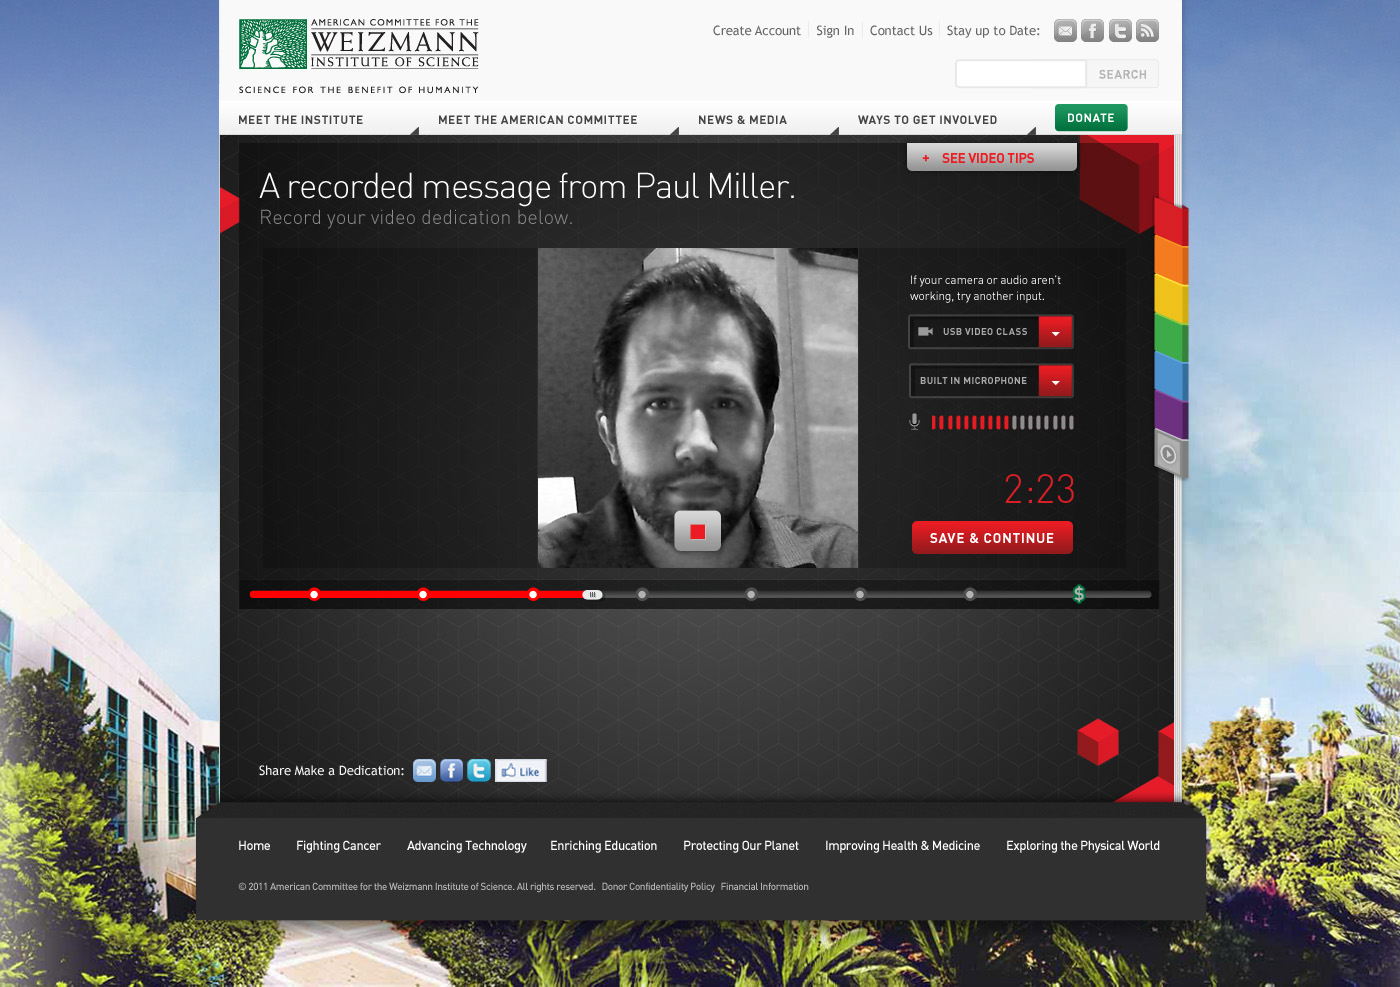 AMERICAN COMMITTEE FOR THE
WEIZMANN
INSTITUTE OF SCIENCE
SCIENCE FOR THE BENEFIT OF HUMANITY
Create Account Sign In Contact Us Stay up to Date:
SEARCH
MEET THE INSTITUTE MEET THE AMERICAN COMMITTEE NEWS & MEDIA WAYS TO GET INVOLVED DONATE
+ SEE VIDEO TIPS
A recorded message from Paul Miller.
Record your video dedication below.
If your camera or audio aren't
working, try another input.
USB VIDEO CLASS
BUILT IN MICROPHONE
2:23
SAVE & CONTINUE
$
Share Make a Dedication: f t Like
Home Fighting Cancer Advancing Technology Enriching Education Protecting Our Planet Improving Health & Medicine Exploring the Physical World
© 2011 American Committee for the Weizmann Institute of Science. All rights reserved. Donor Confidentiality Policy Financial Information